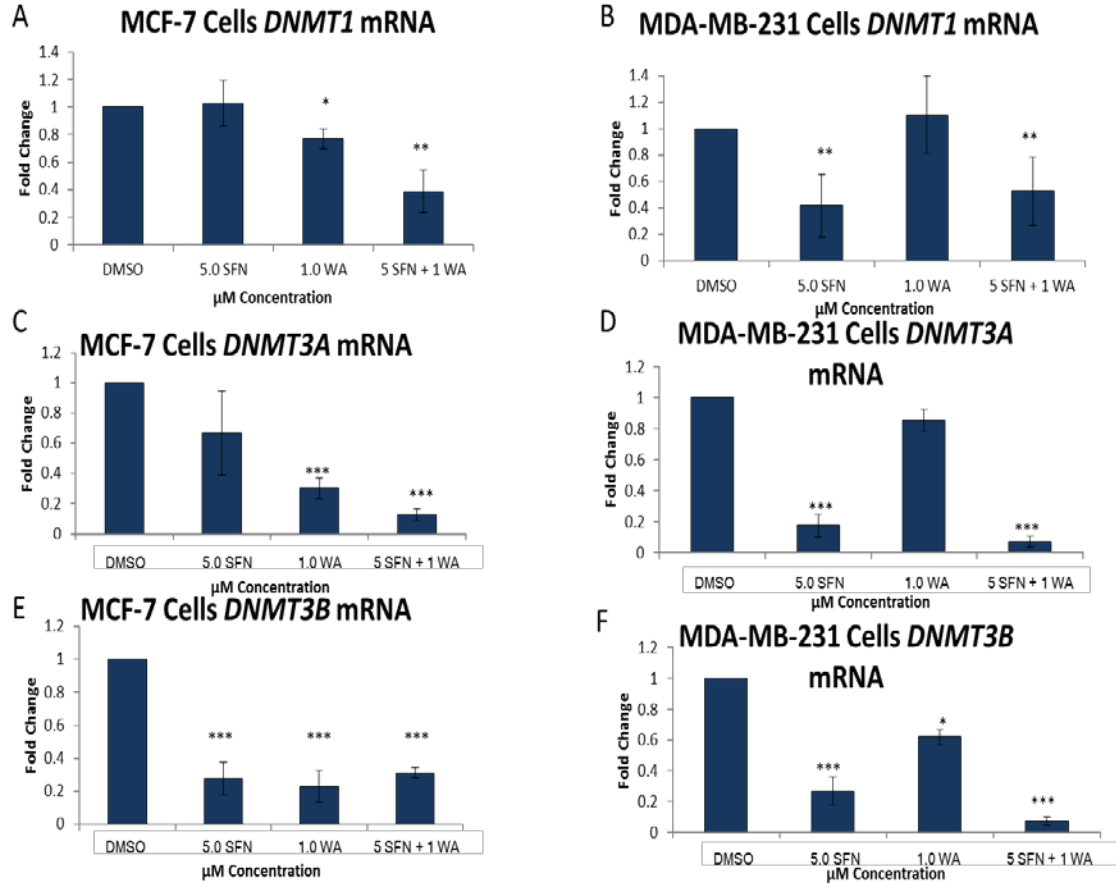 A
MCF-7 Cells DNMT1 mRNA
Fold Change
1.4
1.2
1
0.8
0.6
0.4
0.2
0
*
**
DMSO 5.0 SFN 1.0 WA 5 SFN + 1 WA
µM Concentration
B
MDA-MB-231 Cells DNMT1 mRNA
Fold Change
1.4
1.2
1
0.8
0.6
0.4
0.2
0
**
**
DMSO 5.0 SFN 1.0 WA 5 SFN + 1 WA
µM Concentration
C
MCF-7 Cells DNMT3A mRNA
Fold Change
1.2
1
0.8
0.6
0.4
0.2
0
***
***
DMSO 5.0 SFN 1.0 WA 5 SFN + 1 WA
µM Concentration
D
MDA-MB-231 Cells DNMT3A
mRNA
Fold Change
1.2
1
0.8
0.6
0.4
0.2
0
***
***
DMSO 5.0 SFN 1.0 WA 5 SFN + 1 WA
µM Concentration
E
MCF-7 Cells DNMT3B mRNA
Fold Change
1.2
1
0.8
0.6
0.4
0.2
0
*** *** ***
DMSO 5.0 SFN 1.0 WA 5 SFN + 1 WA
µM Concentration
F
MDA-MB-231 Cells DNMT3B
mRNA
Fold Change
1.2
1
0.8
0.6
0.4
0.2
0
***
*
***
DMSO 5.0 SFN 1.0 WA 5 SFN + 1 WA
µM Concentration